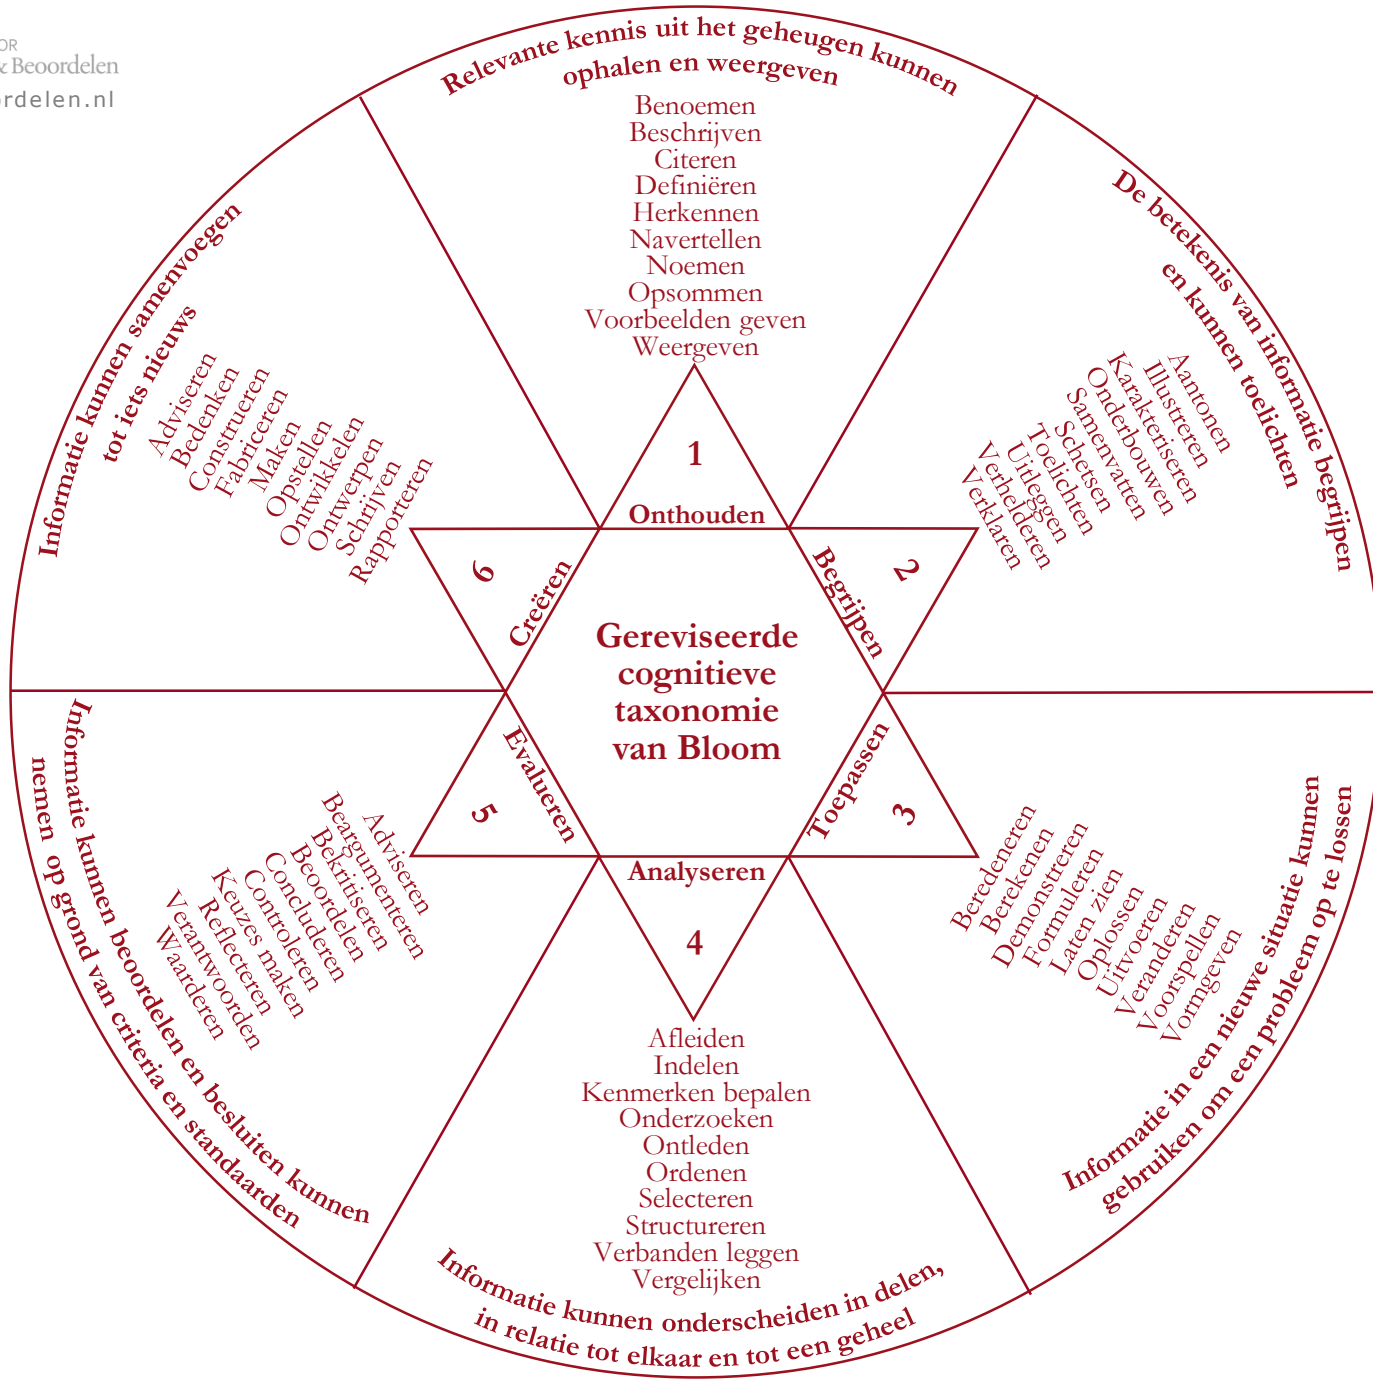 OR
& Beoordelen
rdelen.nl
Relevante kennis uit het geheugen kunnen
ophalen en weergeven
Benoemen
Beschrijven
Citeren
Definiëren
Herkennen
Navertellen
Noemen
Opsommen
Voorbeelden geven
Weergeven
1
Onthouden
De betekenis van informatie begrijpen
en kunnen toelichten
Aantonen
Illustreren
Karakteriseren
Onderbouwen
Samenvatten
Schetsen
Toelichten
Uitleggen
Verhelderen
Verklaren
2
Begrijpen
Informatie in een nieuwe situatie kunnen
gebruiken om een probleem op te lossen
Beredeneren
Berekenen
Demonstreren
Formuleren
Laten zien
Oplossen
Uitvoeren
Veranderen
Voorspellen
Vormgeven
3
Toepassen
Analyseren
4
Afleiden
Indelen
Kenmerken bepalen
Onderzoeken
Ontleden
Ordenen
Selecteren
Structureren
Verbanden leggen
Vergelijken
Informatie kunnen onderscheiden in delen,
in relatie tot elkaar en tot een geheel
Evalueren
5
Adviseren
Beargumenteren
Bekritiseren
Beoordelen
Concluderen
Controleren
Keuzes maken
Reflecteren
Verantwoorden
Waarderen
Informatie kunnen beoordelen en besluiten kunnen
nemen op grond van criteria en standaarden
Informatie kunnen samenvoegen
tot iets nieuws
Adviseren
Bedenken
Construeren
Fabriceren
Maken
Opstellen
Ontwikkelen
Ontwerpen
Schrijven
Rapporteren
6
Creëren
Gereviseerde
cognitieve
taxonomie
van Bloom